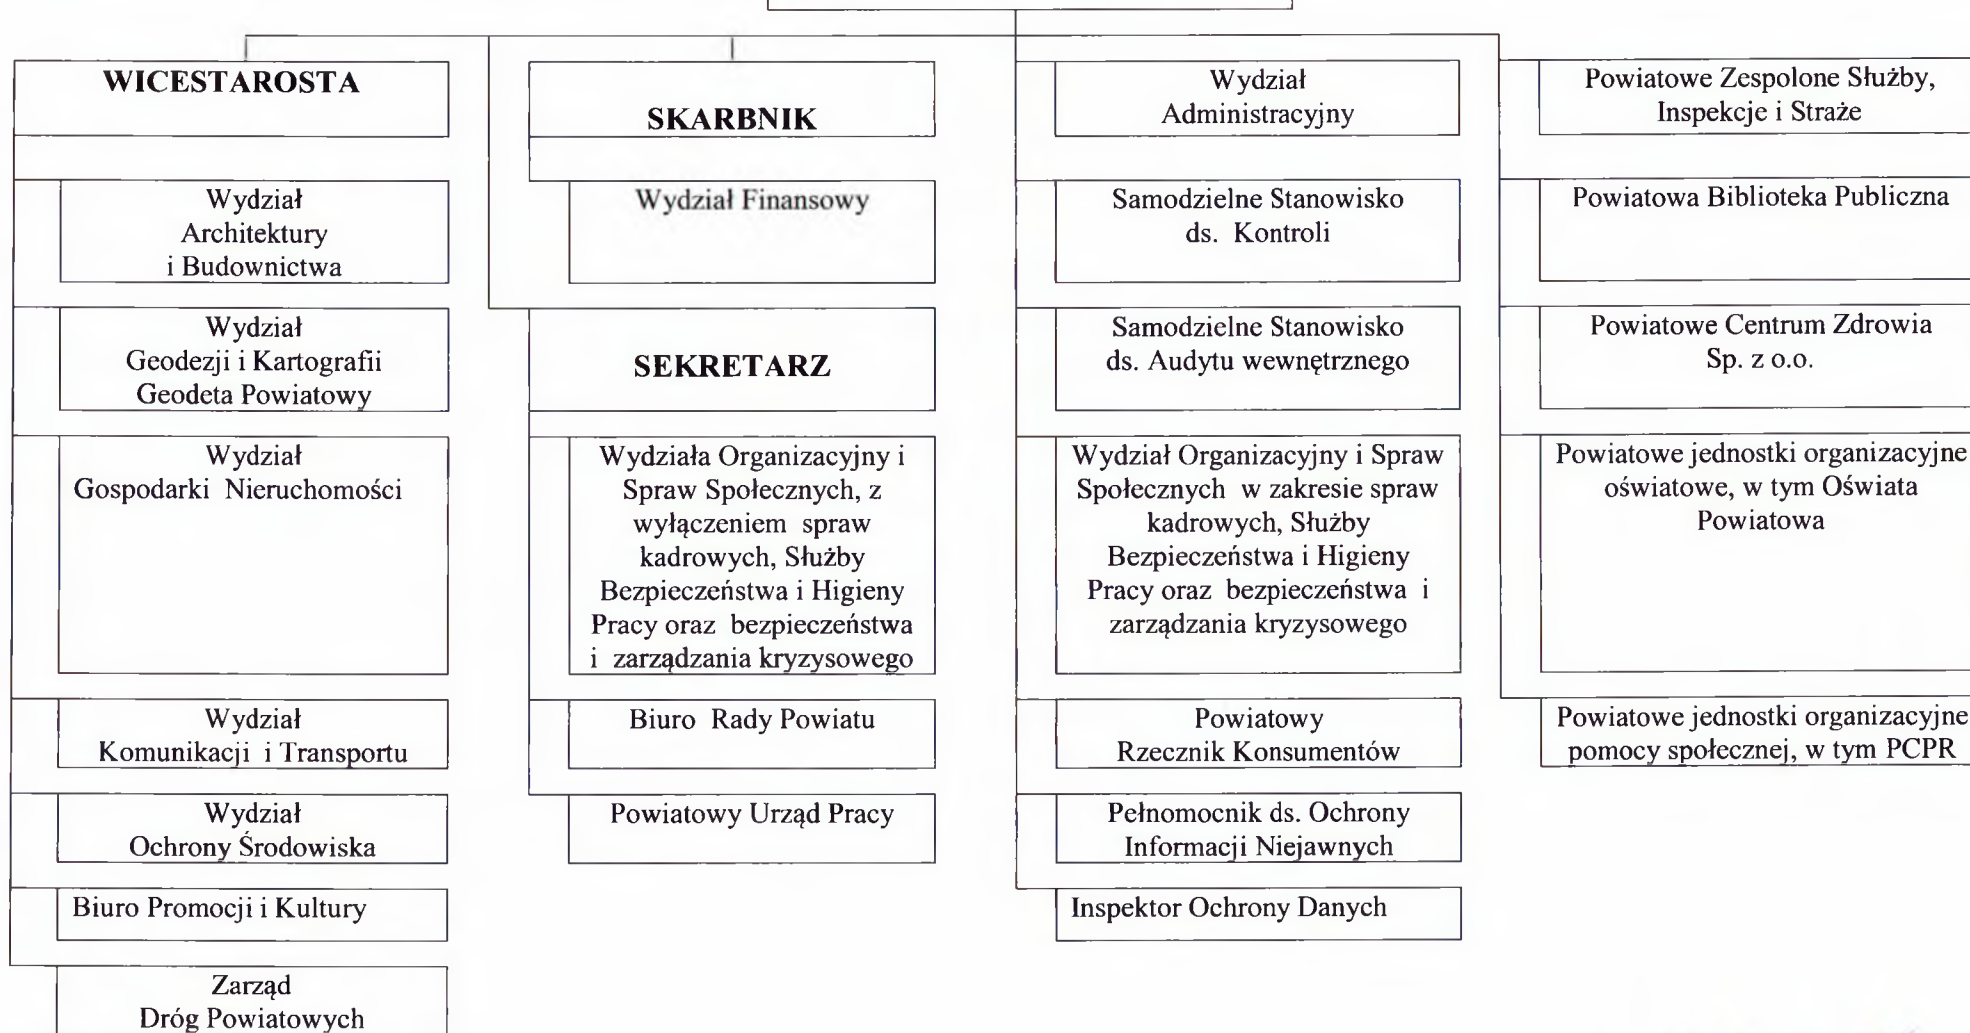 WICESTAROSTA
Wydział
Architektury
i Budownictwa
Wydział
Geodezji i Kartografii
Geodeta Powiatowy
Wydział
Gospodarki Nieruchomości
Wydział
Komunikacji i Transportu
Wydział
Ochrony Środowiska
Biuro Promocji i Kultury
Zarząd
Dróg Powiatowych
SKARBNIK
Wydział Finansowy
SEKRETARZ
Wydziała Organizacyjny i
Spraw Społecznych, z
wyłączeniem spraw
kadrowych, Służby
Bezpieczeństwa i Higieny
Pracy oraz bezpieczeństwa
i zarządzania kryzysowego
Biuro Rady Powiatu
Powiatowy Urząd Pracy
Wydział
Administracyjny
Samodzielne Stanowisko
ds. Kontroli
Samodzielne Stanowisko
ds. Audytu wewnętrznego
Wydział Organizacyjny i Spraw
Społecznych w zakresie spraw
kadrowych, Służby
Bezpieczeństwa i Higieny
Pracy oraz bezpieczeństwa i
zarządzania kryzysowego
Powiatowy
Rzecznik Konsumentów
Pełnomocnik ds. Ochrony
Informacji Niejawnych
Inspektor Ochrony Danych
Powiatowe Zespolone Służby,
Inspekcje i Straże
Powiatowa Biblioteka Publiczna
Powiatowe Centrum Zdrowia
Sp. z o.o.
Powiatowe jednostki organizacyjne
oświatowe, w tym Oświata
Powiatowa
Powiatowe jednostki organizacyjne
pomocy społecznej, w tym PCPR